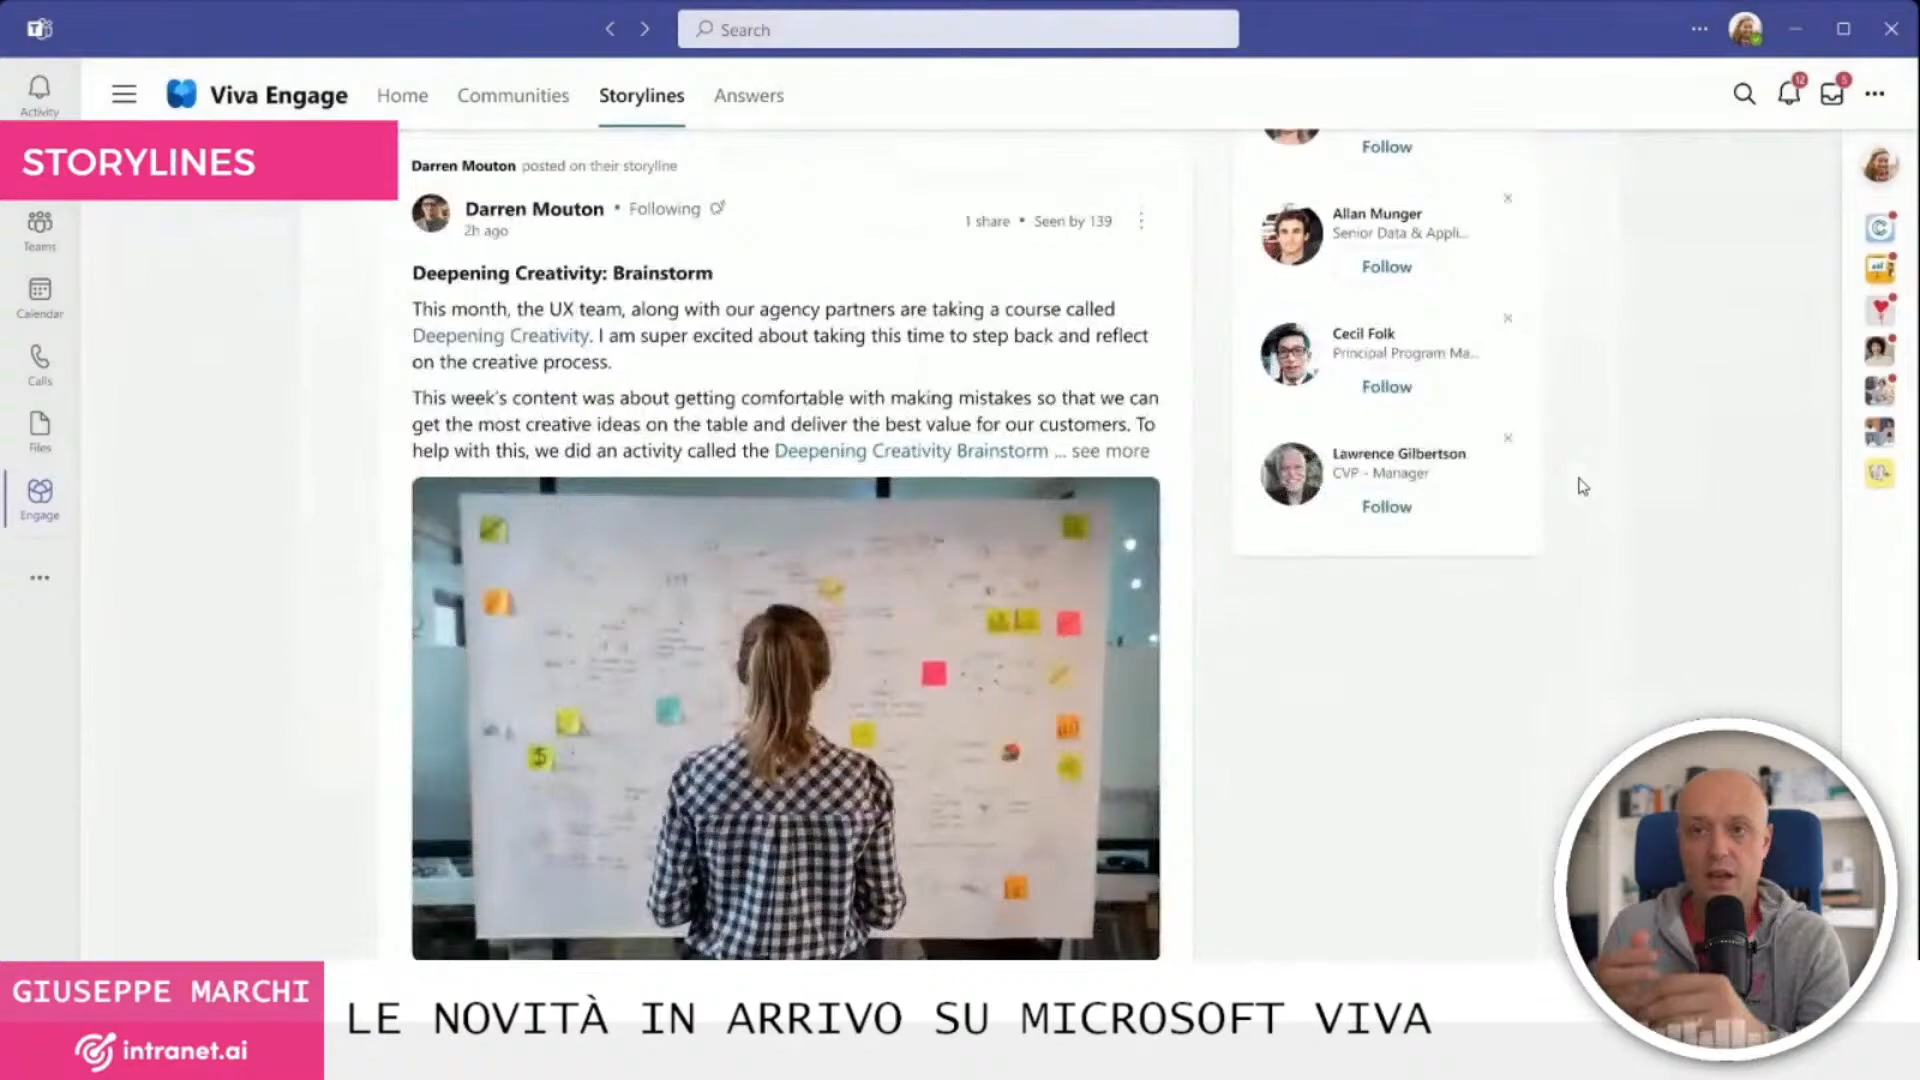 Search
Activity
Viva Engage
Home
Communities
Storylines
Answers
12
5
STORYLINES
Teams
Calendar
Calls
Files
Engage
Darren Mouton posted on their storyline
Darren Mouton • Following
2h ago
1 share • Seen by 139
Deepening Creativity: Brainstorm
This month, the UX team, along with our agency partners are taking a course called
Deepening Creativity. I am super excited about taking this time to step back and reflect
on the creative process.
This week's content was about getting comfortable with making mistakes so that we can
get the most creative ideas on the table and deliver the best value for our customers. To
help with this, we did an activity called the Deepening Creativity Brainstorm ... see more
Follow
Allan Munger
Senior Data & Appli...
Follow
Cecil Folk
Principal Program Ma...
Follow
Lawrence Gilbertson
CVP - Manager
Follow
GIUSEPPE MARCHI
intranet.ai
LE NOVITÀ IN ARRIVO SU MICROSOFT VIVA